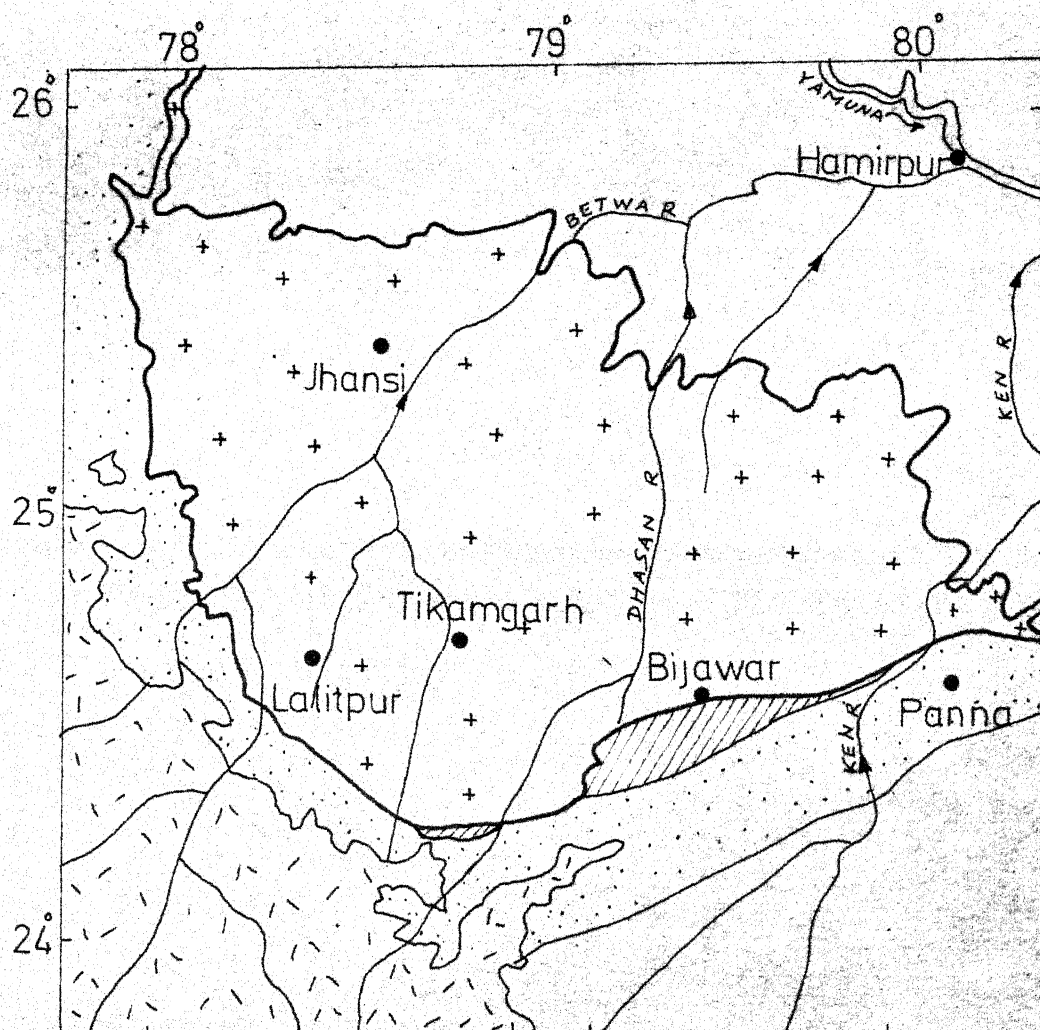 78°
79°
80°
26°
YAMUNA
Hamirpur
BETWA R
Jhansi
KEN R
25°
DHASAN R
Tikamgarh
Bijawar
Lalitpur
Panna
KEN R
24°